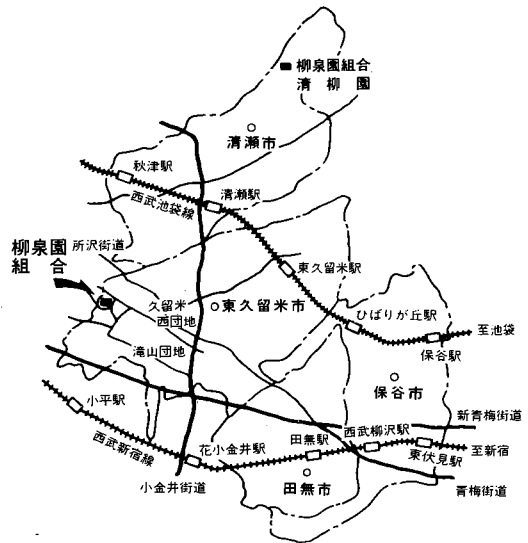 柳泉園組合
清柳園
清瀬市
秋津駅
清瀬駅
西武池袋線
所沢街道
柳泉園
組合
東久留米駅
久留米
西団地
東久留米市
ひばりが丘駅
至池袋
滝山団地
保谷駅
保谷市
小平駅
新青梅街道
西武新宿線
花小金井駅
田無駅
西武柳沢駅
東伏見駅
至新宿
小金井街道
田無市
青梅街道